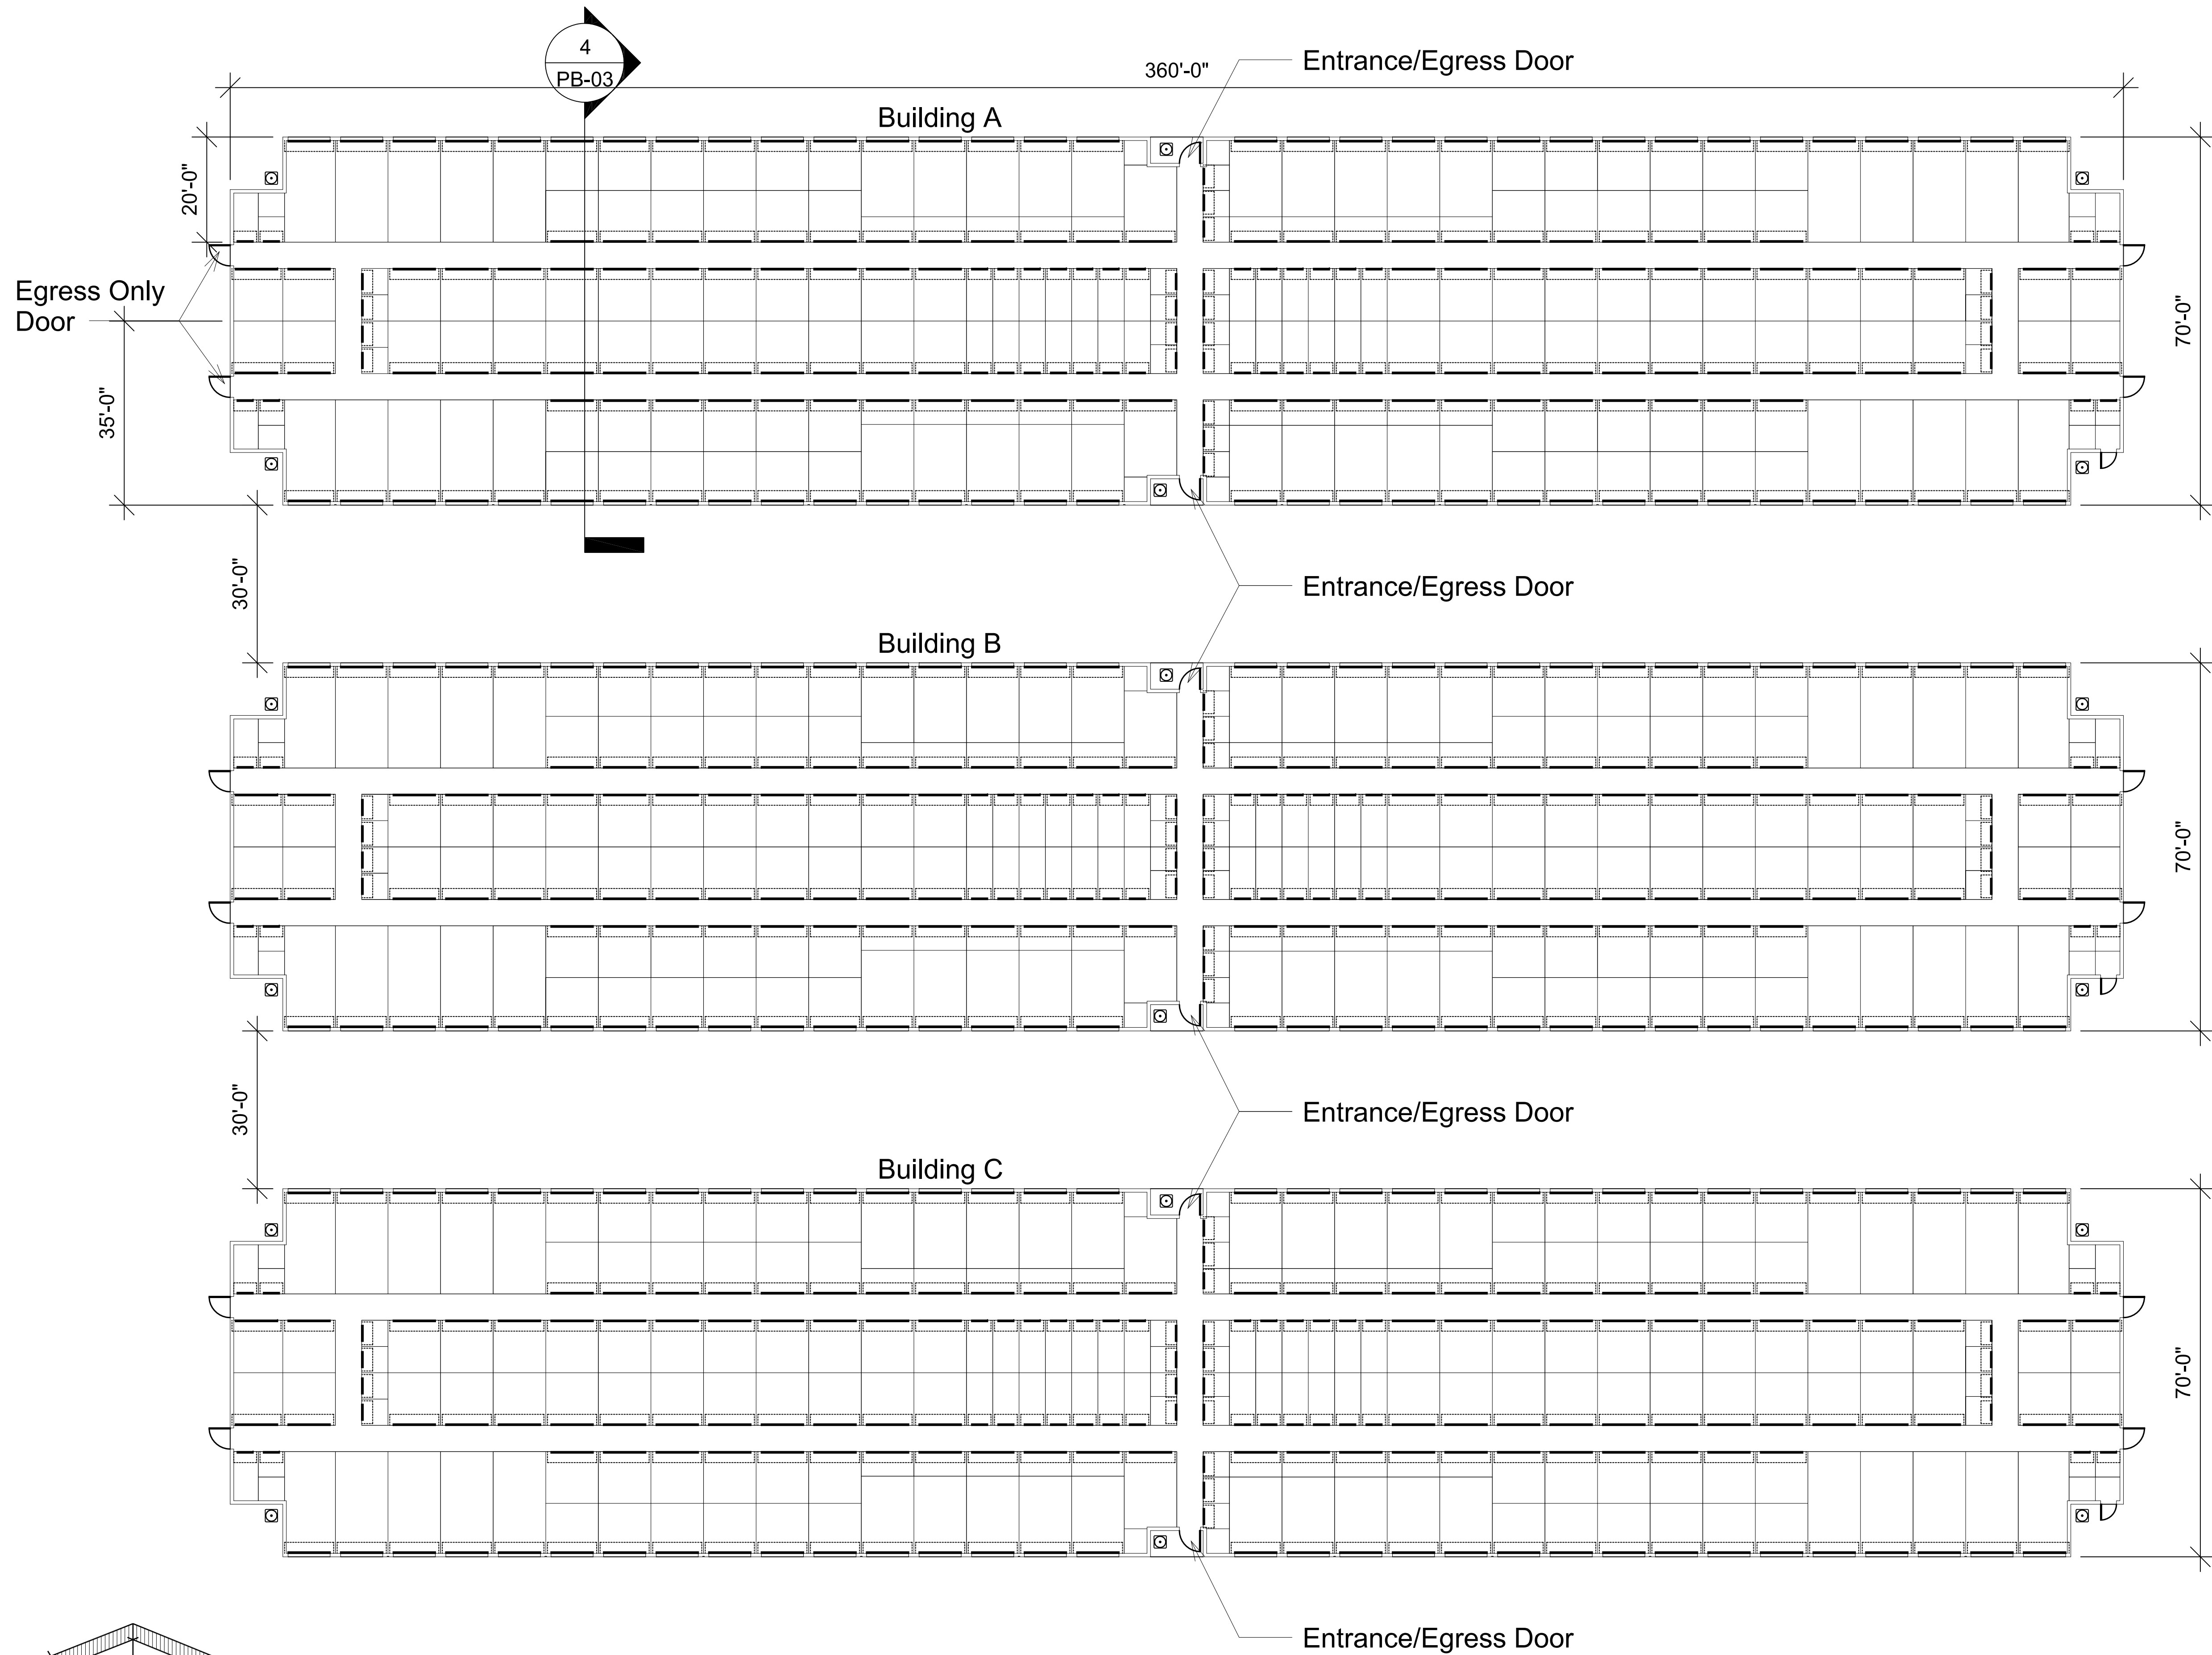 4
PB-03
360'-0"
Entrance/Egress Door
Building A
20'-0"
Egress Only
Door
35'-0"
70'-0"
30'-0"
Entrance/Egress Door
Building B
70'-0"
30'-0"
Entrance/Egress Door
Building C
70'-0"
Entrance/Egress Door